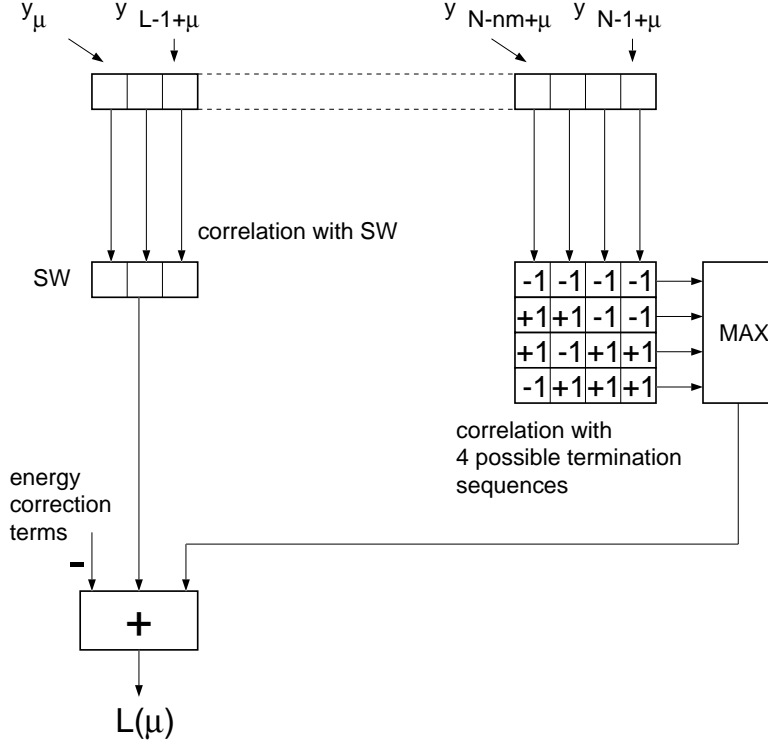 yμ y L-1+μ y N-nm+μ y N-1+μ
correlation with SW
SW
-1 -1 -1 -1
+1 +1 -1 -1
+1 -1 +1 +1
-1 +1 +1 +1
MAX
correlation with
4 possible termination
sequences
energy
correction
terms
-
+
L(μ)